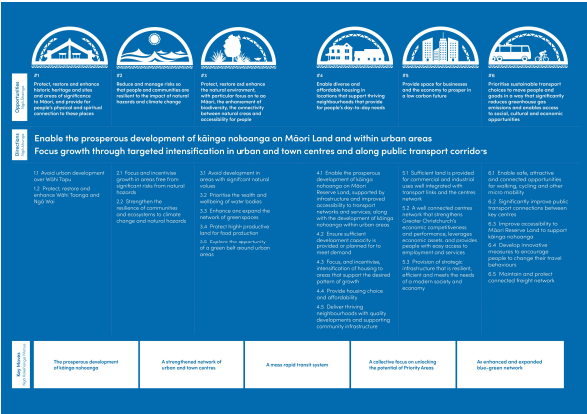 Opportunities
#1
Protect, restore and enhance
historic heritage and sites
and areas of significance
to Māori, and provide for
people's physical and spiritual
connection to these places
#2
Reduce and manage risks so
that people and communities are
resilient to the impact of natural
hazards and climate change
#3
Protect, restore and enhance
the natural environment,
with particular focus on te ao
Māori, the enhancement of
biodiversity, the connectivity
between natural areas and
accessibility for people
#4
Enable diverse and
affordable housing in
locations that support thriving
neighbourhoods that provide
for people's day-to-day needs
#5
Provide space for businesses
and the economy to prosper in
a low carbon future
#6
Prioritise sustainable transport
choices to move people and
goods in a way that significantly
reduces greenhouse gas
emissions and enables access
to social, cultural and economic
opportunities
Directions
Enable the prosperous development of kāinga nohoanga on Māori Land and within urban areas
Focus growth through targeted intensification in urban and town centres and along public transport corridors
1.1 Avoid urban development
over Wāhi Tapu
1.2 Protect, restore and
enhance Wāhi Taonga and
Ngā Wai
2.1 Focus and incentivise
growth in areas free from
significant risks from natural
hazards
2.2 Strengthen the
resilience of communities
and ecosystems to climate
change and natural hazards
3.1 Avoid development in
areas with significant natural
values
3.2 Prioritise the health and
wellbeing of water bodies
3.3 Enhance and expand the
network of greenspaces
3.4 Protect highly productive
land for food production
3.5 Explore the opportunity
of a green belt around urban
areas
4.1 Enable the prosperous
development of kāinga
nohoanga on Māori
Reserve Land, supported by
infrastructure and improved
accessibility to transport
networks and services; along
with the development of kāinga
nohoanga within urban areas
4.2 Ensure sufficient
development capacity is
provided or planned for to
meet demand
4.3 Focus, and incentivise,
intensification of housing to
areas that support the desired
pattern of growth
4.4 Provide housing choice
and affordability
4.5 Deliver thriving
neighbourhoods with quality
developments and supporting
community infrastructure
5.1 Sufficient land is provided
for commercial and industrial
uses well integrated with
transport links and the centres
network
5.2 A well connected centres
network that strengthens
Greater Christchurch's
economic competitiveness
and performance, leverages
economic assets, and provides
people with easy access to
employment and services
5.3 Provision of strategic
infrastructure that is resilient,
efficient and meets the needs
of a modern society and
economy
6.1 Enable safe, attractive
and connected opportunities
for walking, cycling and other
micro mobility
6.2 Significantly improve public
transport connections between
key centres
6.3 Improve accessibility to
Māori Reserve Land to support
kāinga nohoanga
6.4 Develop innovative
measures to encourage
people to change their travel
behaviours
6.5 Maintain and protect
connected freight network
Key Moves
The prosperous development
of kāinga nohoanga
A strengthened network of
urban and town centres
A mass rapid transit system
A collective focus on unlocking
the potential of Priority Areas
An enhanced and expanded
blue-green network